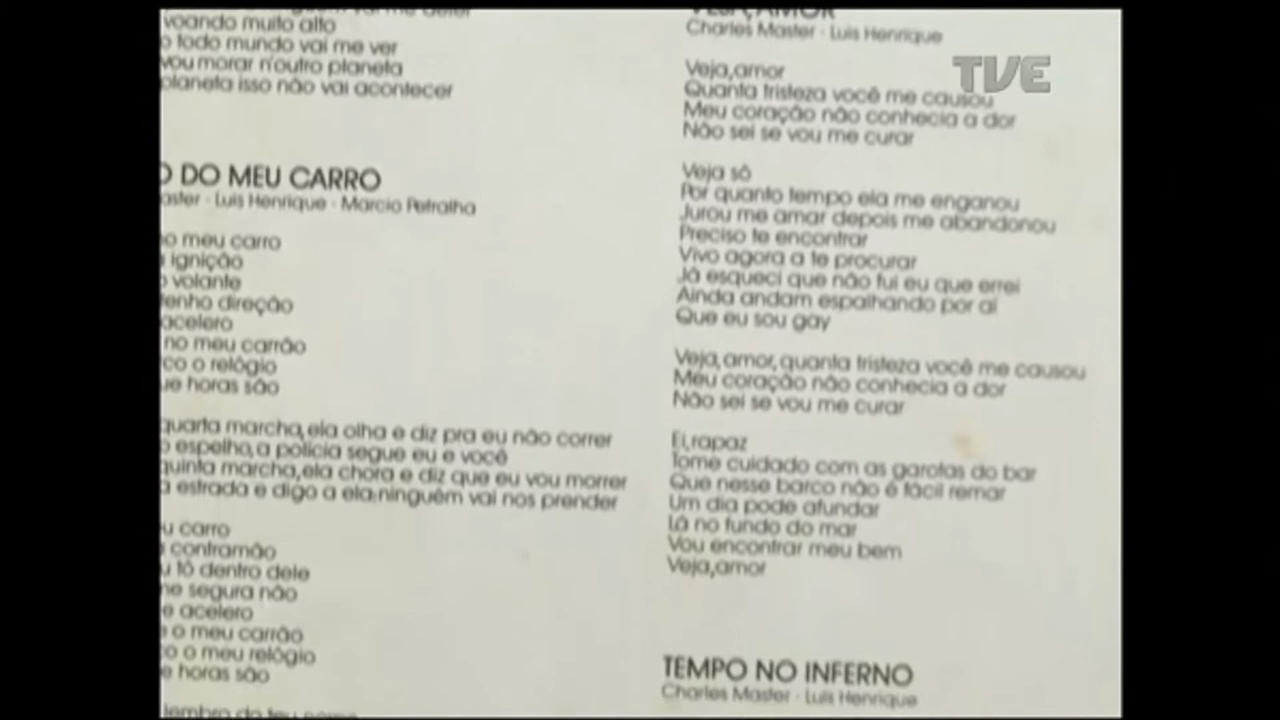 voando muito alto
todo mundo vai me ver
vou morar n'outro planeta
planeta isso não vai acontecer
DO MEU CARRO
Luis Henrique - Marcio Petralha
meu carro
ignição
volante
tenho direção
acelero
no meu carrão
o relógio
horas são
quarta marcha, ela olha e diz pra eu não correr
espelho, a polícia segue eu e você
quinta marcha, ela chora e diz que eu vou morrer
a estrada e digo a ela: ninguém vai nos prender
carro
contramão
tô dentro dele
segura não
acelero
o meu carrão
o meu relógio
horas são
lembro do teu nome
VEJA, AMOR
Charles Master - Luis Henrique
TVE
Veja, amor
Quanta tristeza você me causou
Meu coração não conhecia a dor
Não sei se vou me curar
Veja só
Por quanto tempo ela me enganou
Jurou me amar depois me abandonou
Preciso te encontrar
Vivo agora a te procurar
Já esqueci que não fui eu que errei
Ainda andam espalhando por aí
Que eu sou gay
Veja, amor, quanta tristeza você me causou
Meu coração não conhecia a dor
Não sei se vou me curar
Ei, rapaz
Tome cuidado com as garotas do bar
Que nesse barco não é fácil remar
Um dia pode afundar
Lá no fundo do mar
Vou encontrar meu bem
Veja, amor
TEMPO NO INFERNO
Charles Master - Luis Henrique